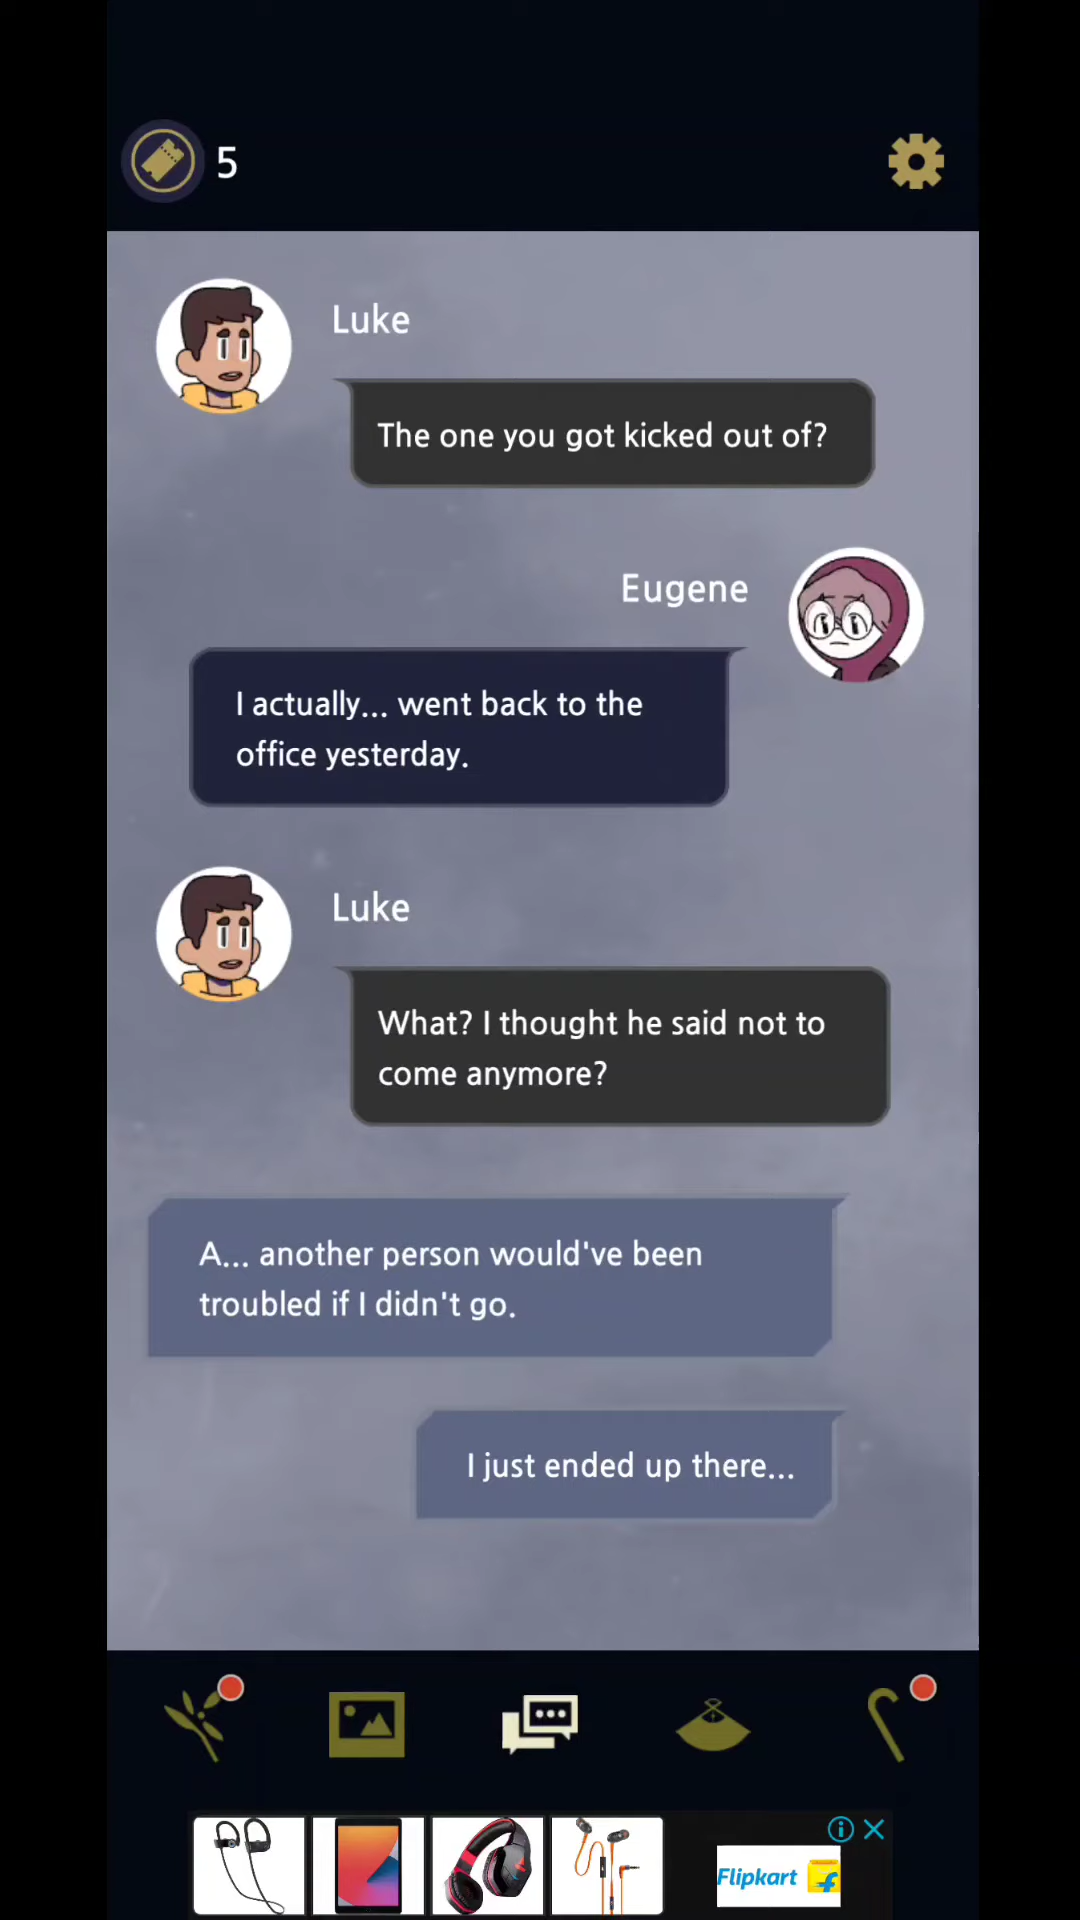 5
Luke
The one you got kicked out of?
Eugene
I actually... went back to the
office yesterday.
Luke
What? I thought he said not to
come anymore?
A... another person would've been
troubled if I didn't go.
I just ended up there...
Flipkart